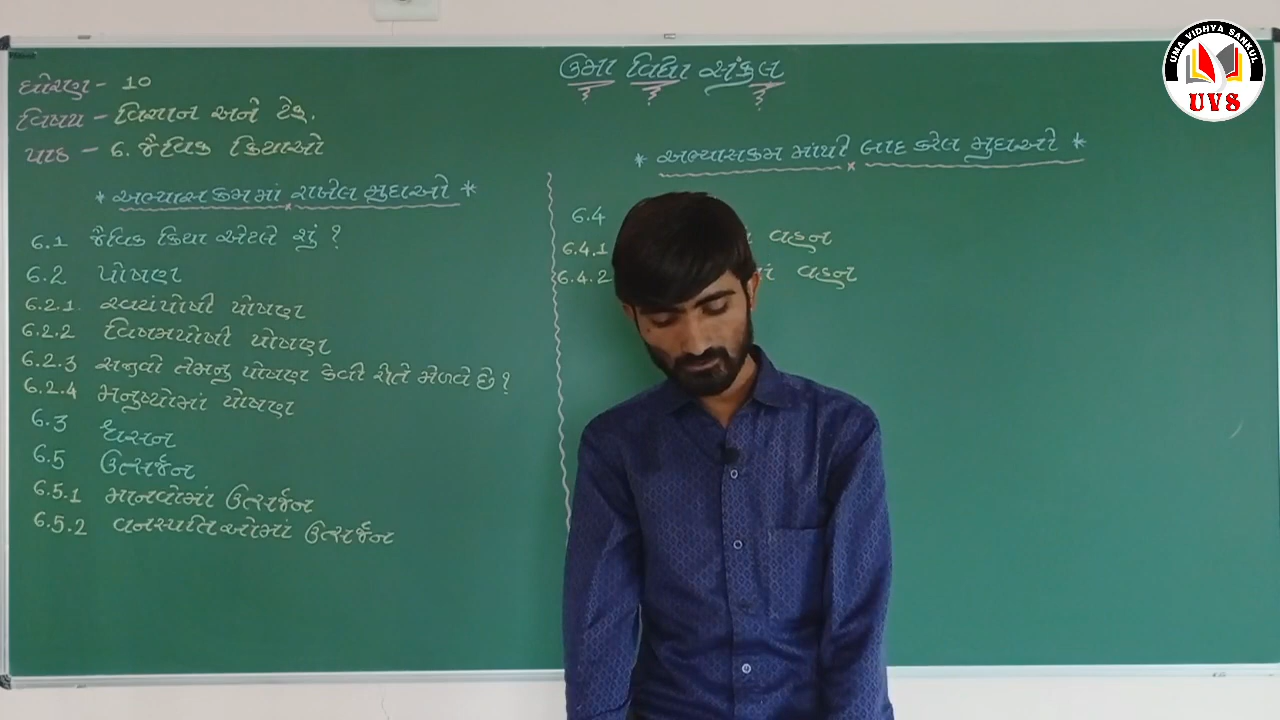 ઉમા વિદ્યા સંકુલ
UMA VIDHYA SANKUL
UVS
ધોરણ - 10
વિષય - વિજ્ઞાન અને ટેક.
પાઠ - 6. જૈવિક ક્રિયાઓ
* અભ્યાસક્રમમાં રાખેલ મુદ્દાઓ *
6.1 જૈવિક ક્રિયા એટલે શું ?
6.2 પોષણ
6.2.1. સ્વયંપોષી પોષણ
6.2.2 વિષમપોષી પોષણ
6.2.3 સજીવો તેમનુ પોષણ કેવી રીતે મેળવે છે ?
6.2.4 મનુષ્યોમાં પોષણ
6.3 શ્વસન
6.5 ઉત્સર્જન
6.5.1 માનવોમાં ઉત્સર્જન
6.5.2 વનસ્પતિઓમાં ઉત્સર્જન
* અભ્યાસક્રમ માંથી બાદ કરેલ મુદ્દાઓ *
6.4
6.4.1 વહન
6.4.2 વહન